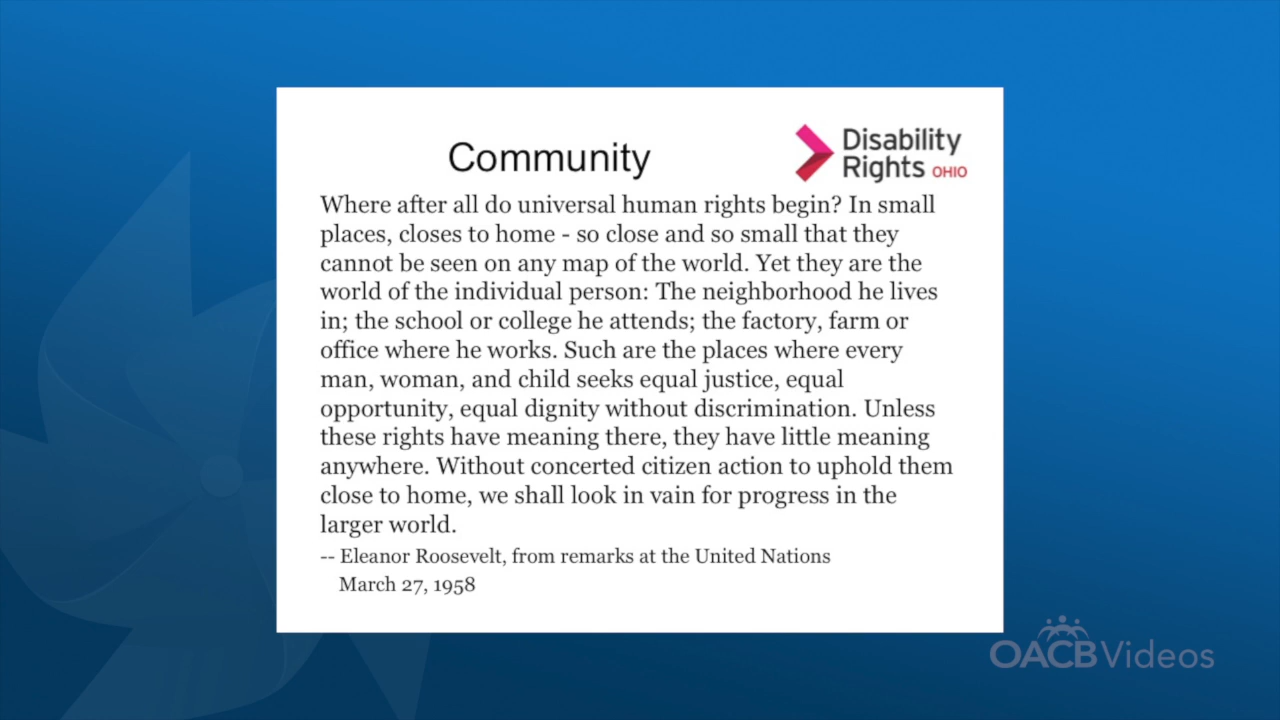 Community
Disability
Rights OHIO
Where after all do universal human rights begin? In small
places, closes to home - so close and so small that they
cannot be seen on any map of the world. Yet they are the
world of the individual person: The neighborhood he lives
in; the school or college he attends; the factory, farm or
office where he works. Such are the places where every
man, woman, and child seeks equal justice, equal
opportunity, equal dignity without discrimination. Unless
these rights have meaning there, they have little meaning
anywhere. Without concerted citizen action to uphold them
close to home, we shall look in vain for progress in the
larger world.
-- Eleanor Roosevelt, from remarks at the United Nations
March 27, 1958
OACBVideos